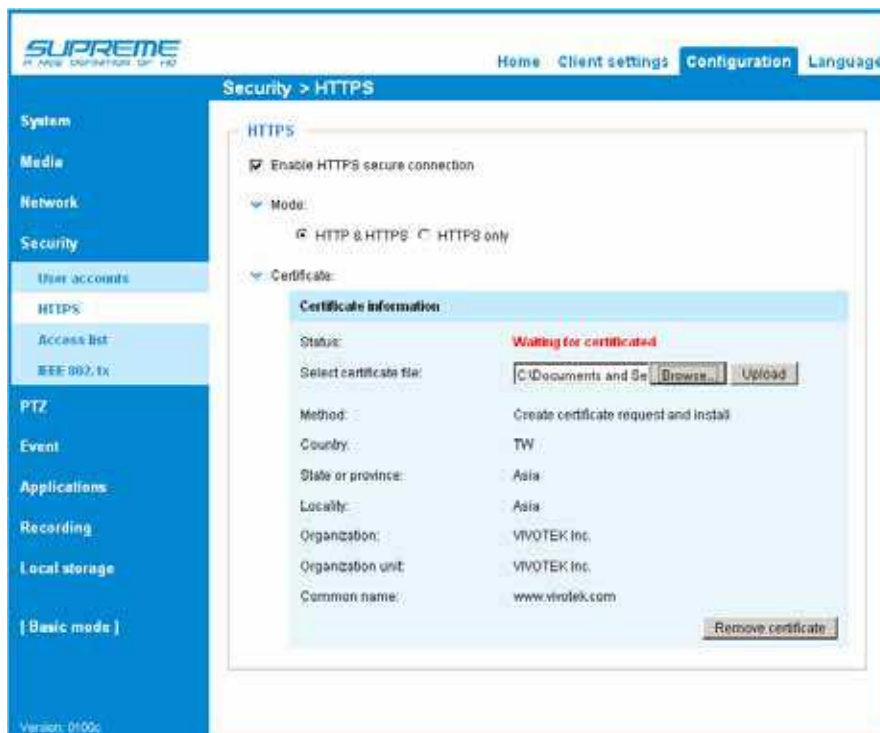 SUPREME
A NEW DEFINITION OF HD
Home Client settings Configuration Language
Security > HTTPS
System
Media
Network
Security
User accounts
HTTPS
Access list
IEEE 802.1x
PTZ
Event
Applications
Recording
Local storage
[ Basic mode ]
Version: 0100c
HTTPS
Enable HTTPS secure connection
Mode:
HTTP & HTTPS HTTPS only
Certificate:
Certificate information
Status: Waiting for certificated
Select certificate file: C:\Documents and Se Browse... Upload
Method: Create certificate request and install
Country: TW
State or province: Asia
Locality: Asia
Organization: VIVOTEK Inc.
Organization unit: VIVOTEK Inc.
Common name: www.vivotek.com
Remove certificate